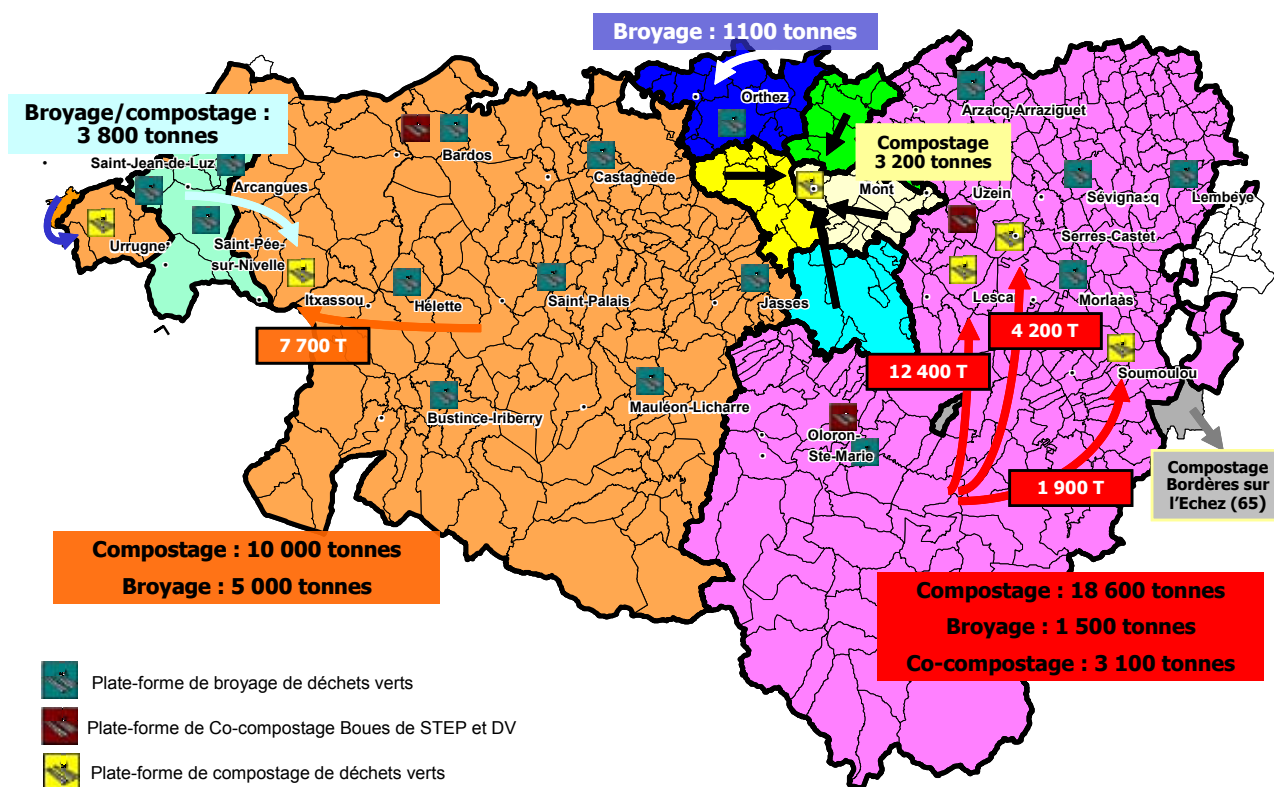 Broyage : 1100 tonnes
Orthez
Arzacq-Arraziguet
Broyage/compostage :
3 800 tonnes
Compostage
3 200 tonnes
Bardos
Castagnède
Saint-Jean-de-Luz
Arcangues
Mont
Uzein
Sévignacq
Lembeye
Urrugne
Saint-Pée-
sur-Nivelle
Serres-Castet
Itxassou
Hélette
Saint-Palais
Jasses
Lescar
Morlaàs
7 700 T
4 200 T
12 400 T
Soumoulou
Bustince-Iriberry
Mauléon-Licharre
Oloron-
Ste-Marie
1 900 T
Compostage
Bordères sur
l'Echez (65)
Compostage : 10 000 tonnes
Broyage : 5 000 tonnes
Compostage : 18 600 tonnes
Broyage : 1 500 tonnes
Co-compostage : 3 100 tonnes
Plate-forme de broyage de déchets verts
Plate-forme de Co-compostage Boues de STEP et DV
Plate-forme de compostage de déchets verts